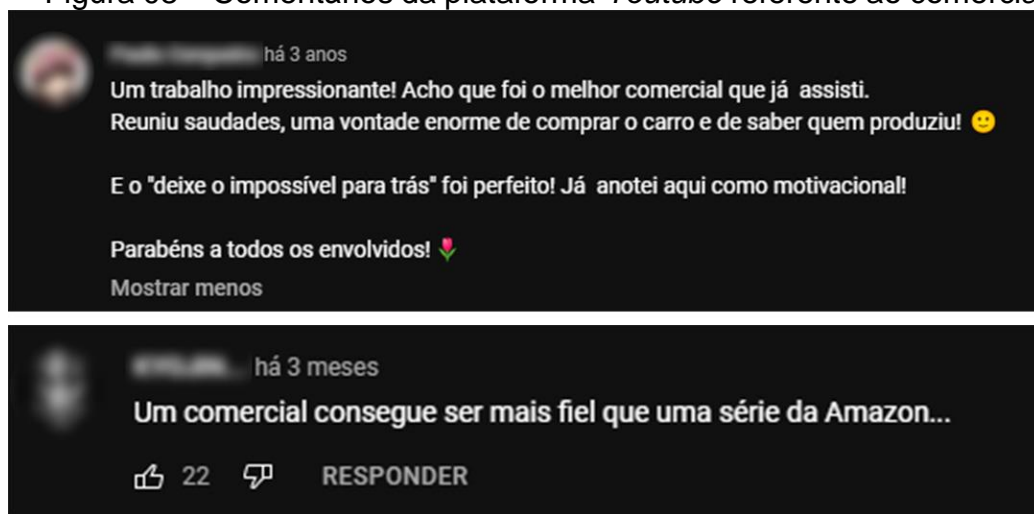 Comentários da plataforma Youtube referente ao comercia
há 3 anos
Um trabalho impressionante! Acho que foi o melhor comercial que já assisti.
Reuniu saudades, uma vontade enorme de comprar o carro e de saber quem produziu! 🙂
E o "deixe o impossível para trás" foi perfeito! Já anotei aqui como motivacional!
Parabéns a todos os envolvidos! 🌷
Mostrar menos
há 3 meses
Um comercial consegue ser mais fiel que uma série da Amazon...
22 RESPONDER